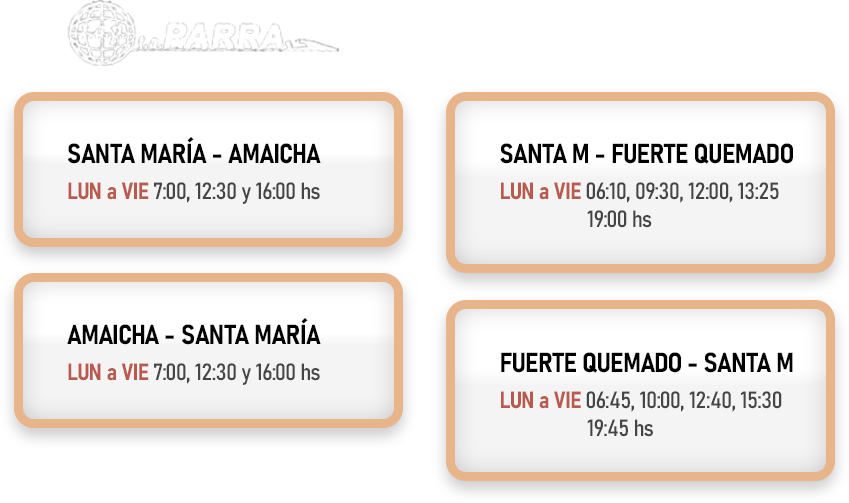 La PARRA
SANTA MARÍA - AMAICHA
LUN a VIE 7:00, 12:30 y 16:00 hs
AMAICHA - SANTA MARÍA
LUN a VIE 7:00, 12:30 y 16:00 hs
SANTA M - FUERTE QUEMADO
LUN a VIE 06:10, 09:30, 12:00, 13:25
19:00 hs
FUERTE QUEMADO - SANTA M
LUN a VIE 06:45, 10:00, 12:40, 15:30
19:45 hs